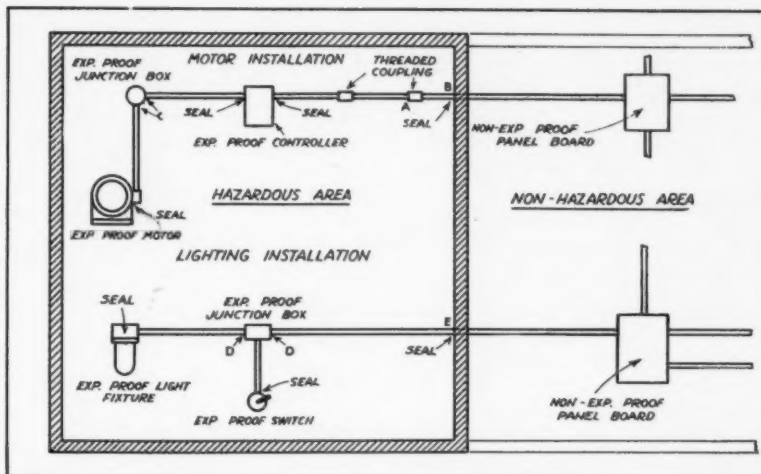 MOTOR INSTALLATION
THREADED
COUPLING
EXP. PROOF
JUNCTION BOX
B
A
C
SEAL
SEAL
SEAL
EXP. PROOF CONTROLLER
NON-EXP PROOF
PANEL BOARD
HAZARDOUS AREA
NON-HAZARDOUS AREA
SEAL
EXP. PROOF MOTOR
LIGHTING INSTALLATION
EXP. PROOF
JUNCTION BOX
SEAL
E
D
D
SEAL
SEAL
EXP. PROOF LIGHT
FIXTURE
EXP PROOF SWITCH
NON-EXP. PROOF
PANEL BOARD